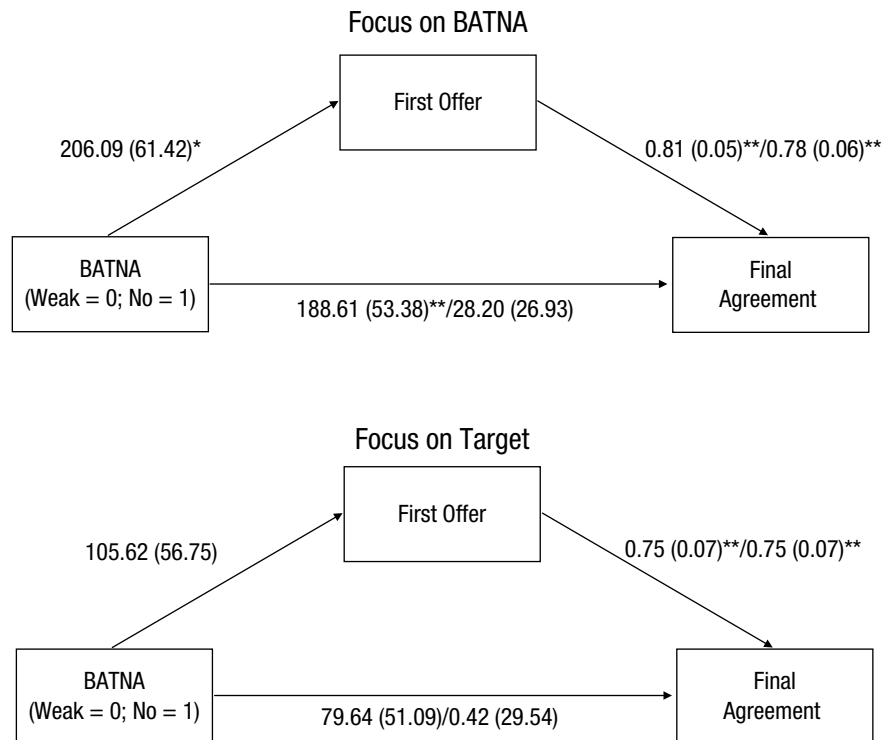 Focus on BATNA
First Offer
206.09 (61.42)*
0.81 (0.05)**/0.78 (0.06)**
BATNA
(Weak = 0; No = 1)
Final
Agreement
188.61 (53.38)**/28.20 (26.93)
Focus on Target
First Offer
105.62 (56.75)
0.75 (0.07)**/0.75 (0.07)**
BATNA
(Weak = 0; No = 1)
Final
Agreement
79.64 (51.09)/0.42 (29.54)